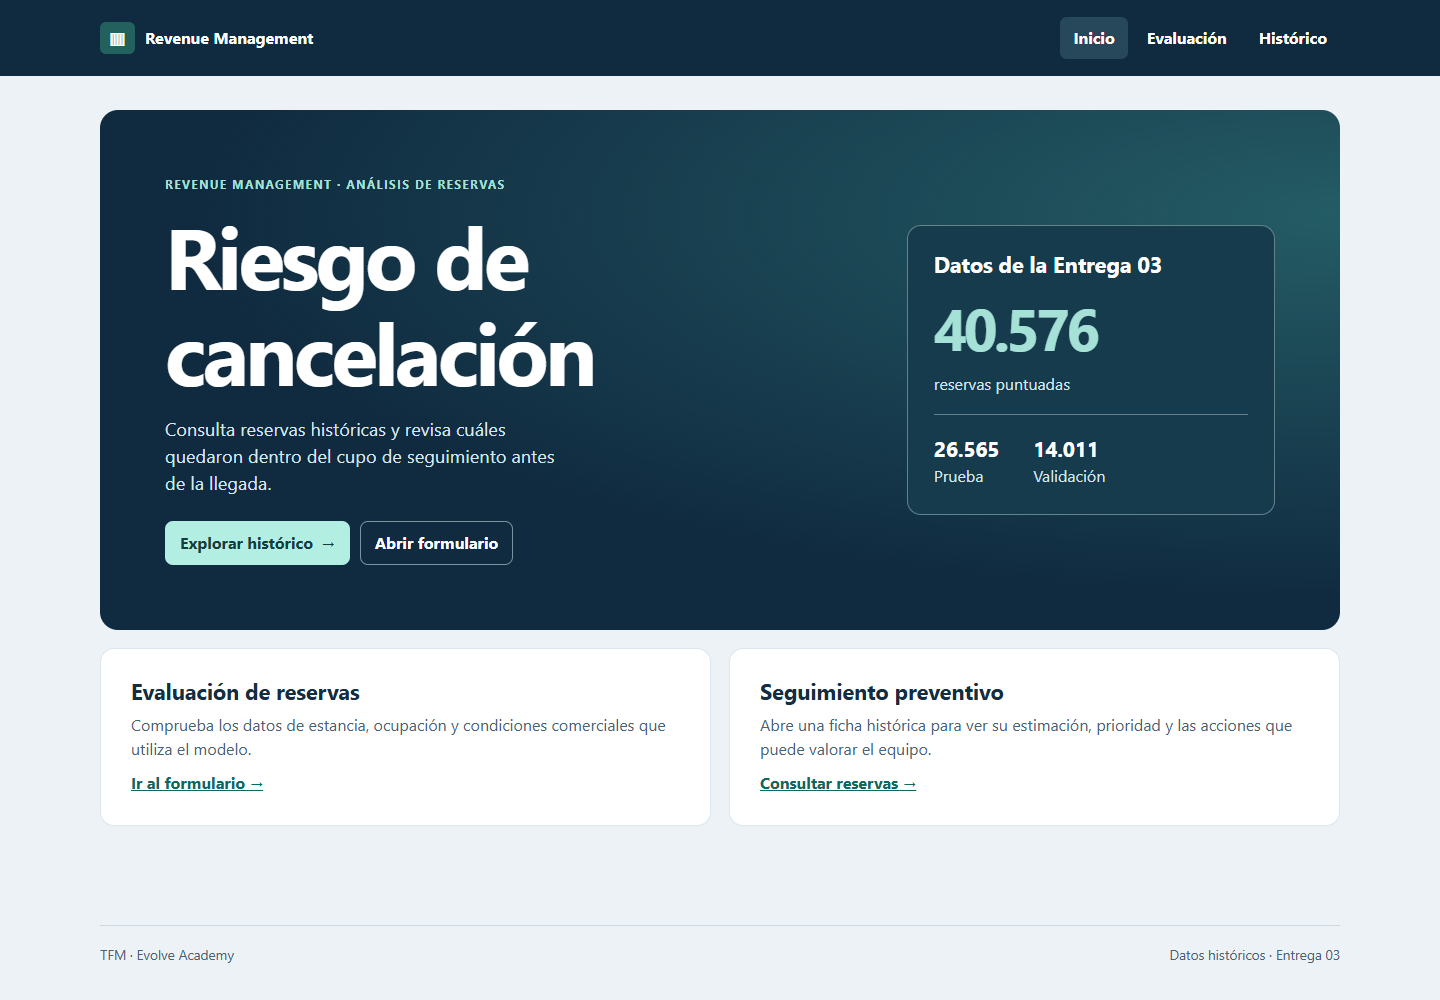 Revenue Management
Inicio
Evaluación
Histórico
REVENUE MANAGEMENT · ANÁLISIS DE RESERVAS
Riesgo de
cancelación
Consulta reservas históricas y revisa cuáles
quedaron dentro del cupo de seguimiento antes
de la llegada.
Explorar histórico →
Abrir formulario
Datos de la Entrega 03
40.576
reservas puntuadas
26.565
Prueba
14.011
Validación
Evaluación de reservas
Comprueba los datos de estancia, ocupación y condiciones comerciales que
utiliza el modelo.
Ir al formulario →
Seguimiento preventivo
Abre una ficha histórica para ver su estimación, prioridad y las acciones que
puede valorar el equipo.
Consultar reservas →
TFM · Evolve Academy
Datos históricos · Entrega 03